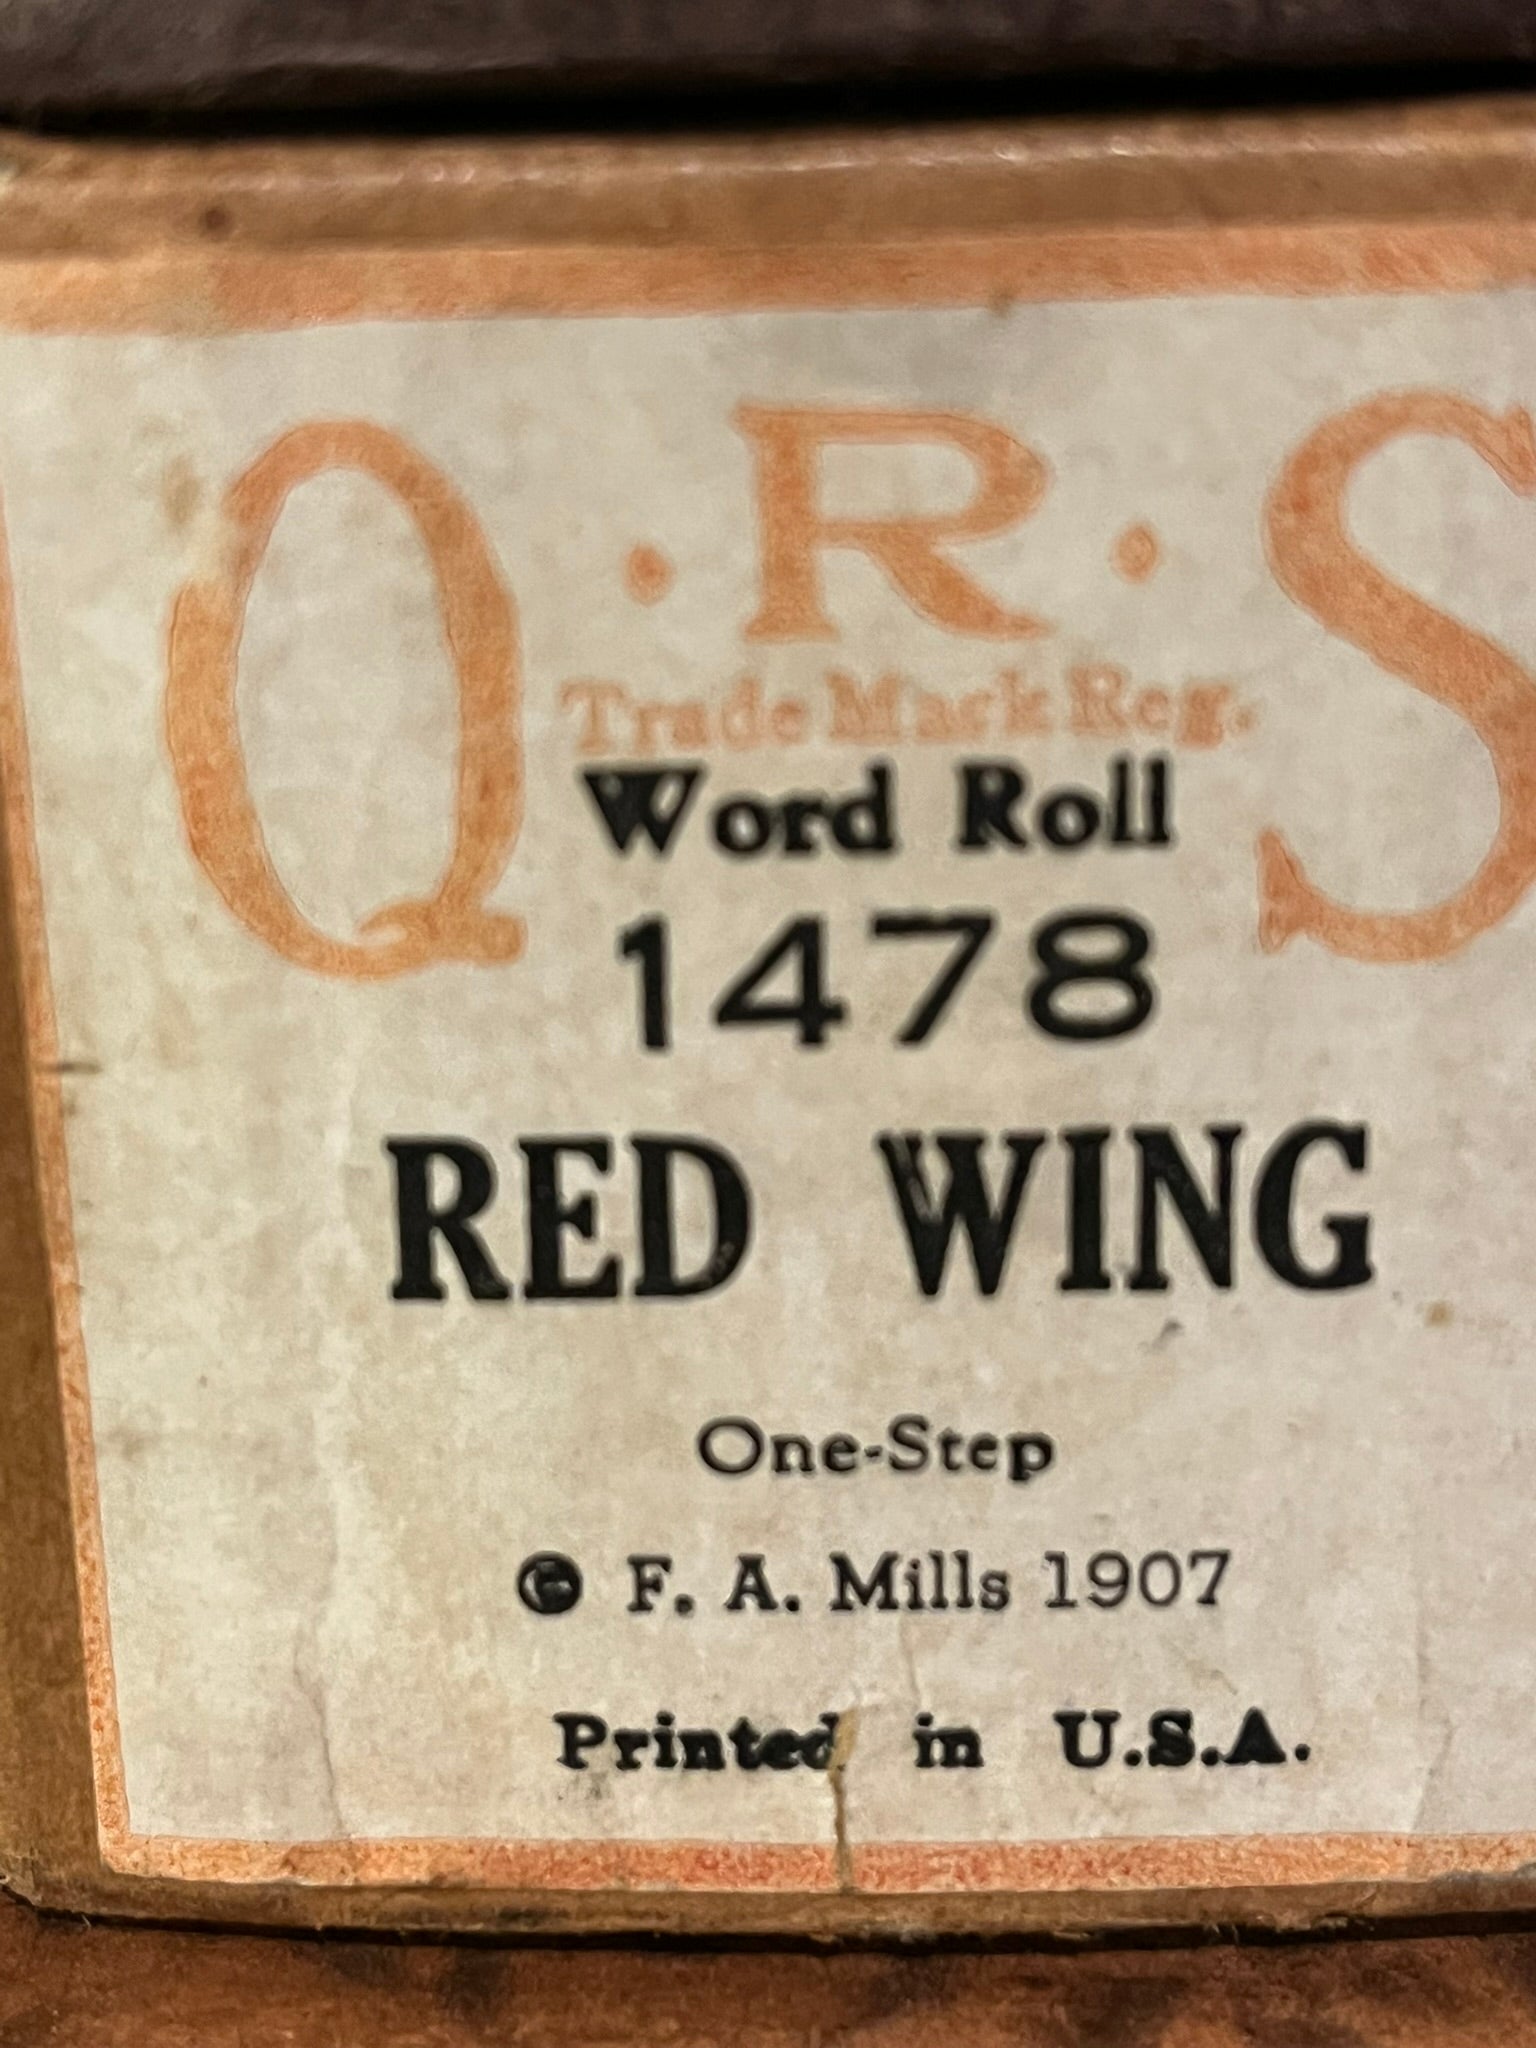 Q·R·S
Trade Mark Reg.
Word Roll
1478
RED WING
One-Step
© F. A. Mills 1907
Printed in U.S.A.